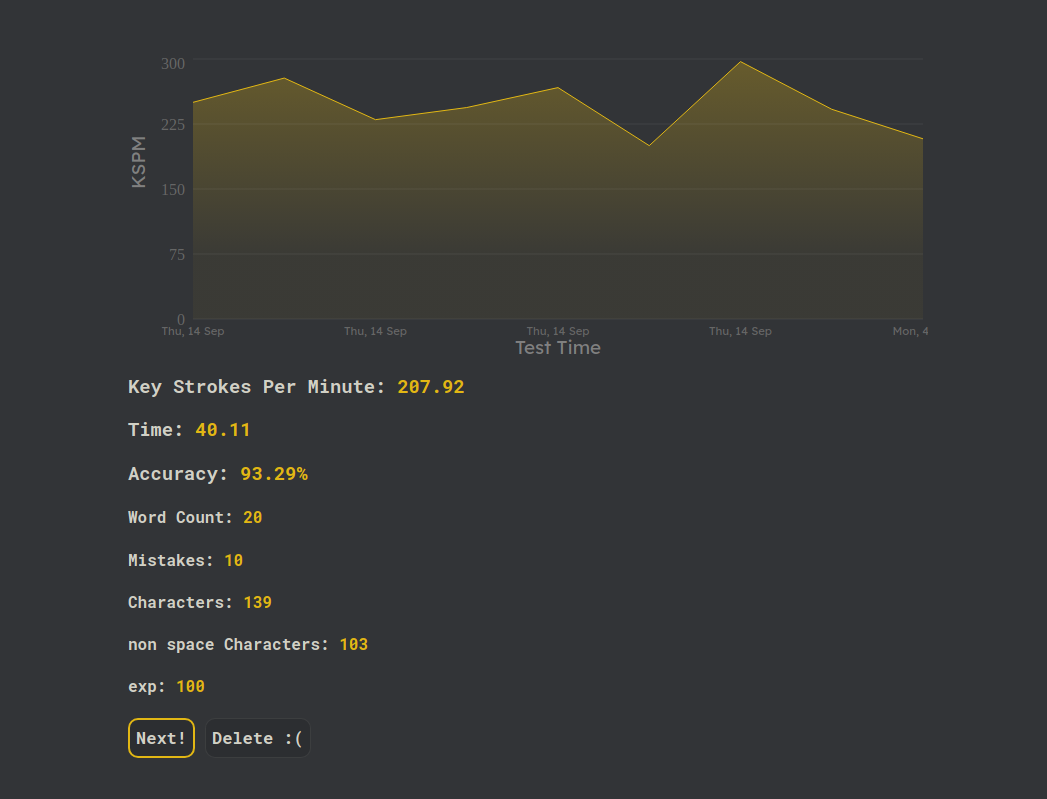 300
225
KSPM
150
75
0
Thu, 14 Sep Thu, 14 Sep Thu, 14 Sep Thu, 14 Sep Mon, 4
Test Time
Key Strokes Per Minute: 207.92
Time: 40.11
Accuracy: 93.29%
Word Count: 20
Mistakes: 10
Characters: 139
non space Characters: 103
exp: 100
Next! Delete :(